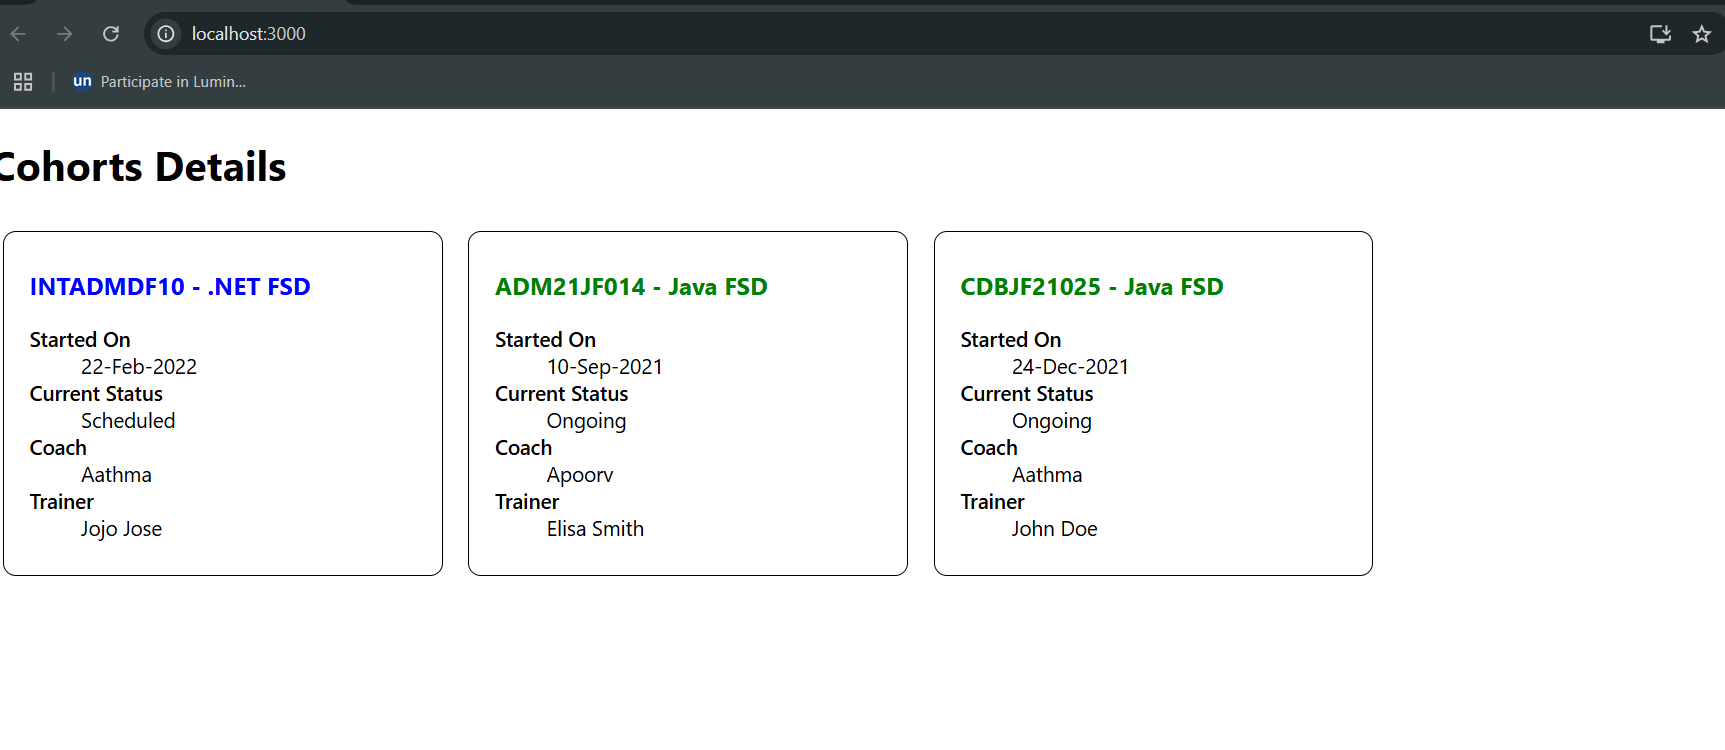 localhost:3000
un Participate in Lumin...
Cohorts Details
INTADMDF10 - .NET FSD
Started On
22-Feb-2022
Current Status
Scheduled
Coach
Aathma
Trainer
Jojo Jose
ADM21JF014 - Java FSD
Started On
10-Sep-2021
Current Status
Ongoing
Coach
Apoorv
Trainer
Elisa Smith
CDBJF21025 - Java FSD
Started On
24-Dec-2021
Current Status
Ongoing
Coach
Aathma
Trainer
John Doe